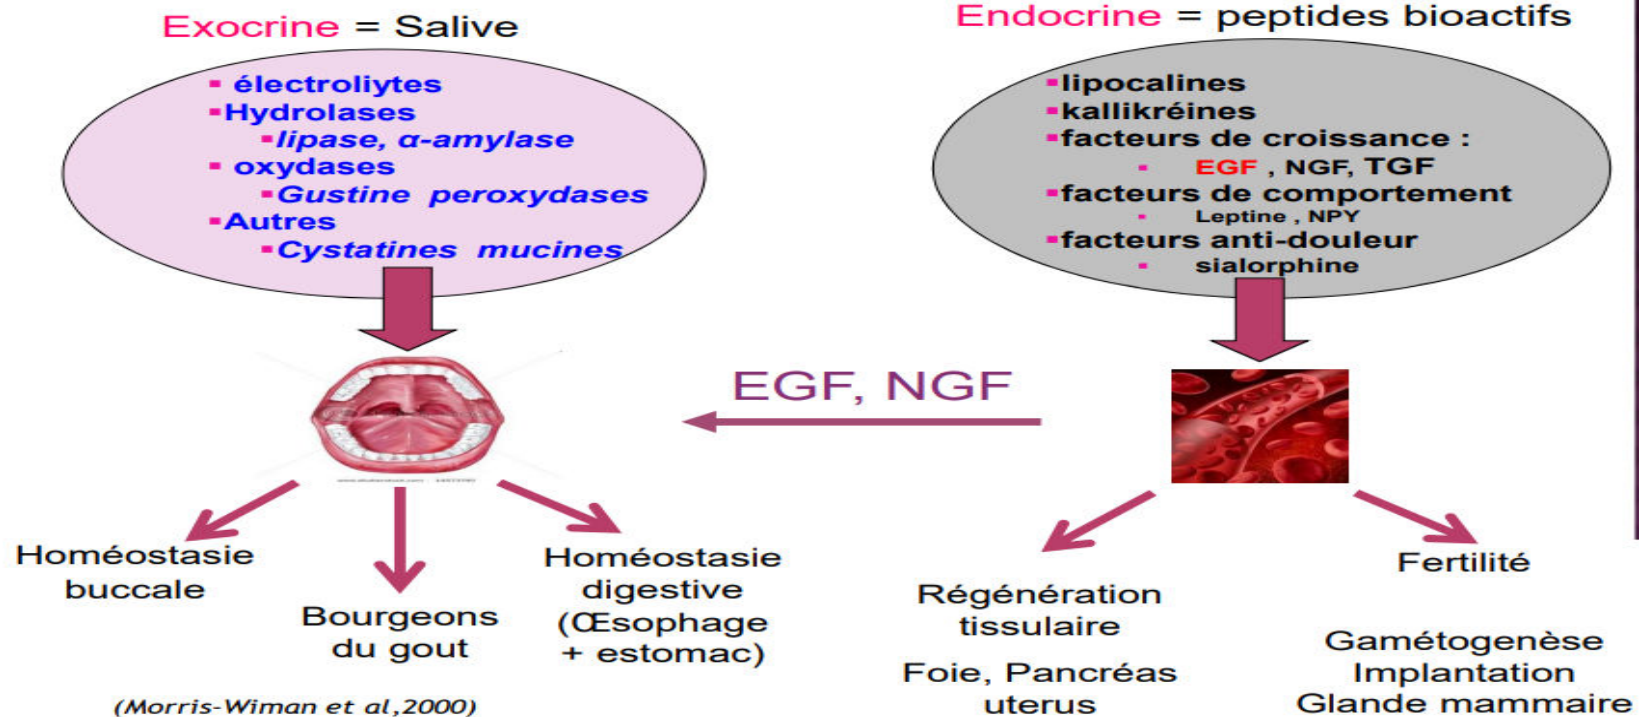 Exocrine = Salive
électroliytes
Hydrolases
lipase, α-amylase
oxydases
Gustine peroxydases
Autres
Cystatines mucines
Endocrine = peptides bioactifs
lipocalines
kallikréines
facteurs de croissance :
EGF , NGF, TGF
facteurs de comportement
Leptine , NPY
facteurs anti-douleur
sialorphine
EGF, NGF
Homéostasie
buccale
Bourgeons
du gout
Homéostasie
digestive
(Œsophage
+ estomac)
Régénération
tissulaire
Foie, Pancréas
uterus
Fertilité
Gamétogenèse
Implantation
Glande mammaire
(Morris-Wiman et al,2000)